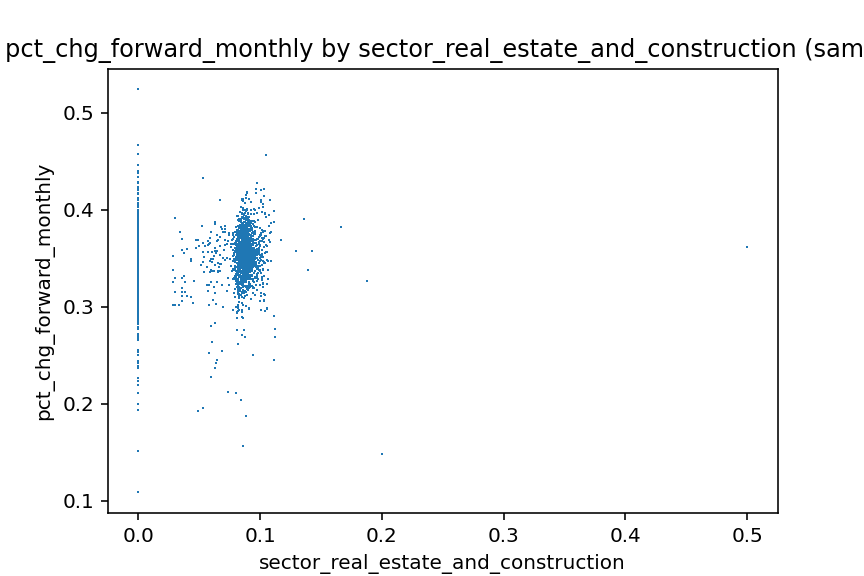 pct_chg_forward_monthly by sector_real_estate_and_construction (sam
0.5
0.4
0.3
0.2
0.1
pct_chg_forward_monthly
0.0 0.1 0.2 0.3 0.4 0.5
sector_real_estate_and_construction